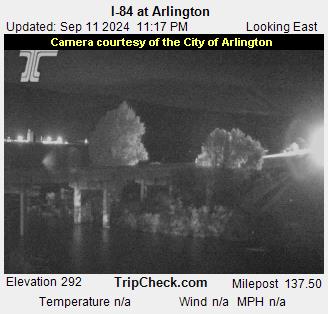 I-84 at Arlington
Updated: Sep 11 2024 11:17 PM Looking East
Camera courtesy of the City of Arlington
Elevation 292 TripCheck.com Milepost 137.50
Temperature n/a Wind n/a MPH n/a